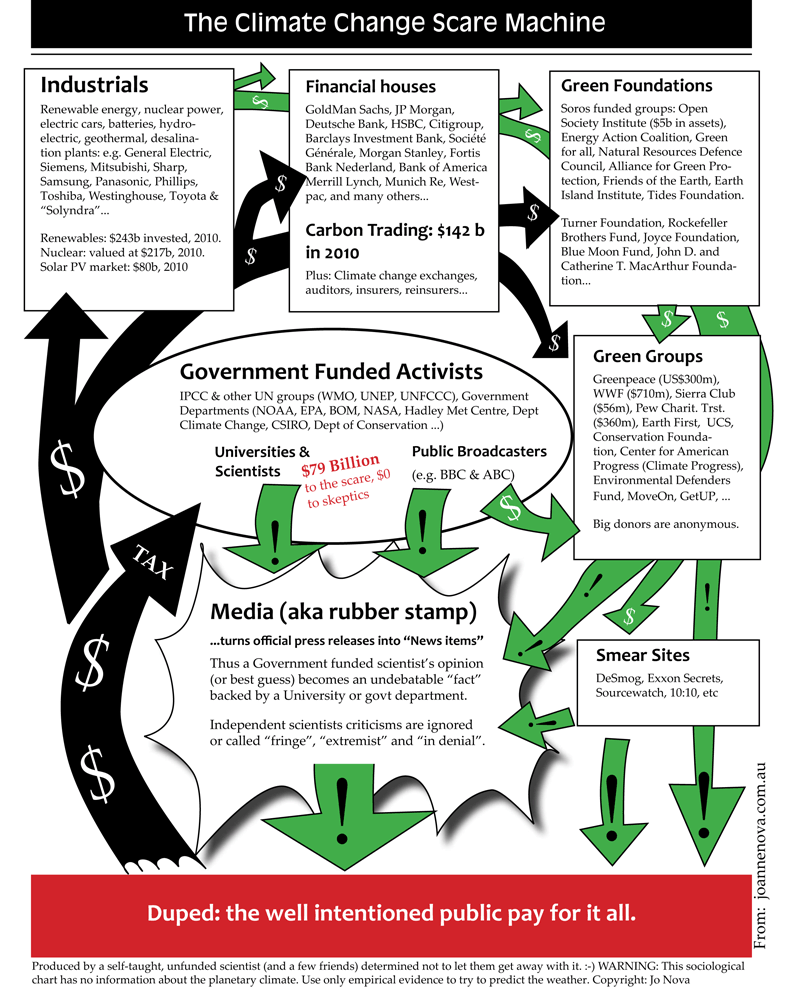 The Climate Change Scare Machine
Industrials
Renewable energy, nuclear power,
electric cars, batteries, hydro-
electric, geothermal, desalina-
tion plants: e.g. General Electric,
Siemens, Mitsubishi, Sharp,
Samsung, Panasonic, Phillips,
Toshiba, Westinghouse, Toyota &
“Solyndra”...
Renewables: $243b invested, 2010.
Nuclear: valued at $217b, 2010.
Solar PV market: $80b, 2010
$
Financial houses
GoldMan Sachs, JP Morgan,
Deutsche Bank, HSBC, Citigroup,
Barclays Investment Bank, Société
Générale, Morgan Stanley, Fortis
Bank Nederland, Bank of America
Merrill Lynch, Munich Re, West-
pac, and many others...
Carbon Trading: $142 b
in 2010
Plus: Climate change exchanges,
auditors, insurers, reinsurers...
$
$
$
$
$
Green Foundations
Soros funded groups: Open
Society Institute ($5b in assets),
Energy Action Coalition, Green
for all, Natural Resources Defence
Council, Alliance for Green Pro-
tection, Friends of the Earth, Earth
Island Institute, Tides Foundation.
Turner Foundation, Rockefeller
Brothers Fund, Joyce Foundation,
Blue Moon Fund, John D. and
Catherine T. MacArthur Founda-
tion...
$
$
Government Funded Activists
IPCC & other UN groups (WMO, UNEP, UNFCCC), Government
Departments (NOAA, EPA, BOM, NASA, Hadley Met Centre, Dept
Climate Change, CSIRO, Dept of Conservation ...)
Universities &
Scientists
$79 Billion
to the scare, $0
to skeptics
Public Broadcasters
(e.g. BBC & ABC)
$
!
!
$
Green Groups
Greenpeace (US$300m),
WWF ($710m), Sierra Club
($56m), Pew Charit. Trst.
($360m), Earth First, UCS,
Conservation Founda-
tion, Center for American
Progress (Climate Progress),
Environmental Defenders
Fund, MoveOn, GetUP, ...
Big donors are anonymous.
!
!
$
!
TAX
$
$
Media (aka rubber stamp)
...turns official press releases into “News items”
Thus a Government funded scientist’s opinion
(or best guess) becomes an undebatable “fact”
backed by a University or govt department.
Independent scientists criticisms are ignored
or called “fringe”, “extremist” and “in denial”.
!
Smear Sites
DeSmog, Exxon Secrets,
Sourcewatch, 10:10, etc
!
!
!
From: joannenova.com.au
Duped: the well intentioned public pay for it all.
Produced by a self-taught, unfunded scientist (and a few friends) determined not to let them get away with it. :-) WARNING: This sociological
chart has no information about the planetary climate. Use only empirical evidence to try to predict the weather. Copyright: Jo Nova